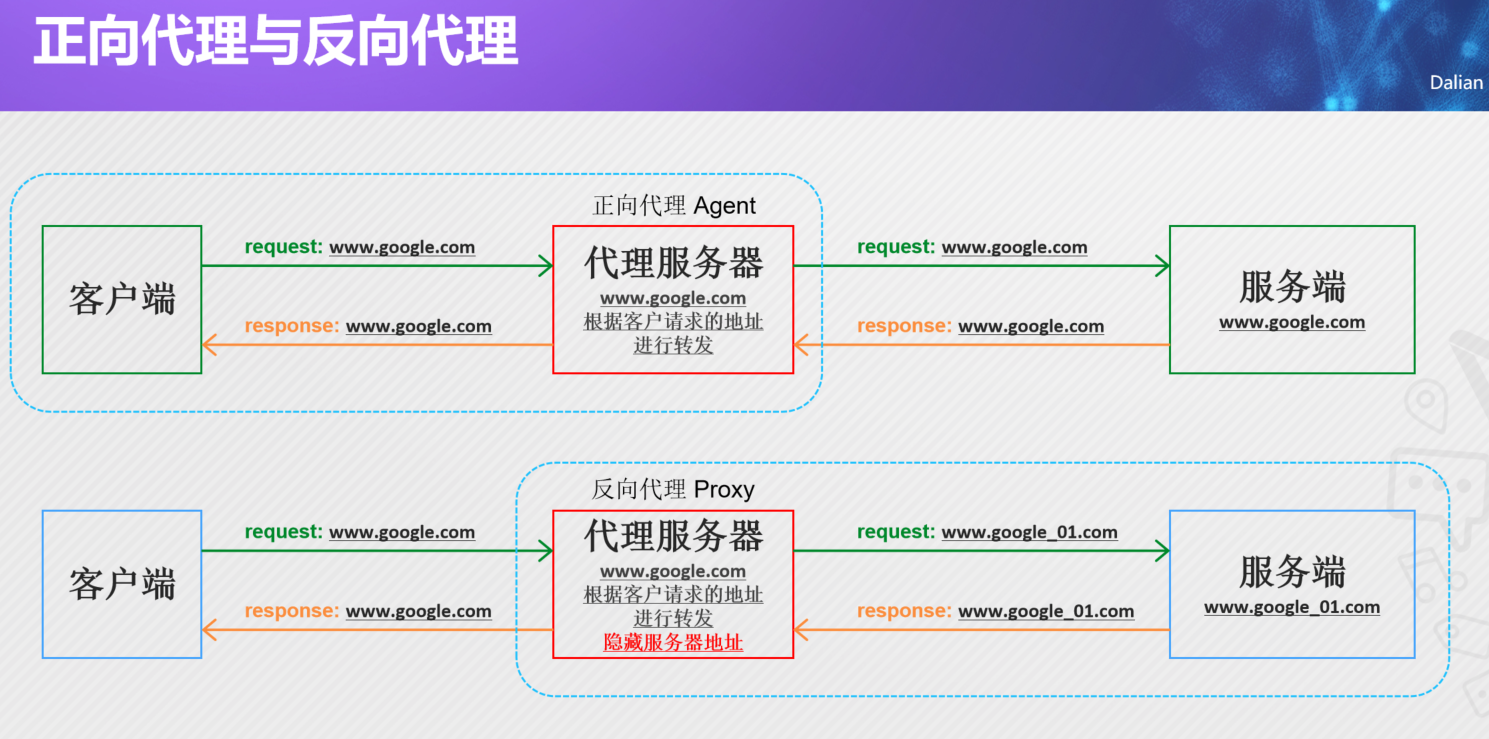 正向代理与反向代理
Dalian
正向代理 Agent
客户端
request: www.google.com
response: www.google.com
代理服务器
www.google.com
根据客户请求的地址
进行转发
request: www.google.com
response: www.google.com
服务端
www.google.com
反向代理 Proxy
客户端
request: www.google.com
response: www.google.com
代理服务器
www.google.com
根据客户请求的地址
进行转发
隐藏服务器地址
request: www.google_01.com
response: www.google_01.com
服务端
www.google_01.com